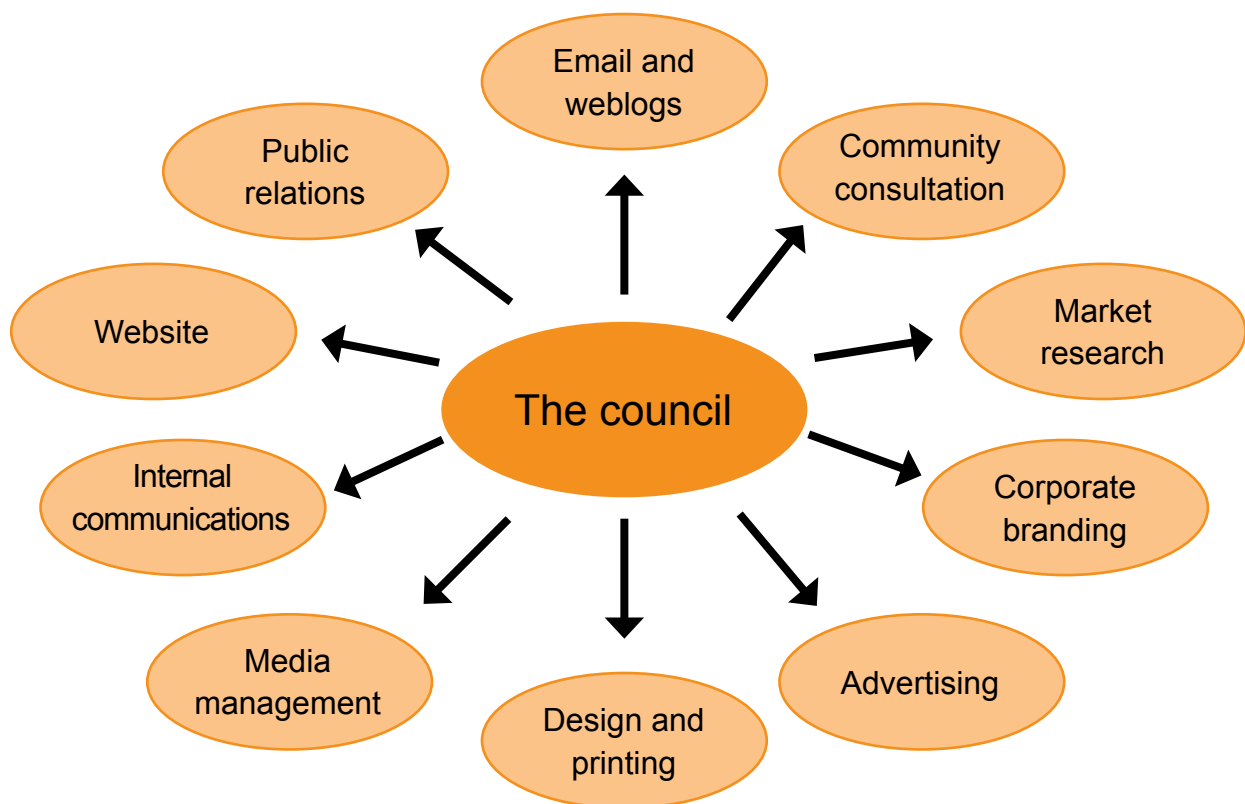 Email and
weblogs
Public
relations
Community
consultation
Website
Market
research
The council
Internal
communications
Corporate
branding
Media
management
Advertising
Design and
printing